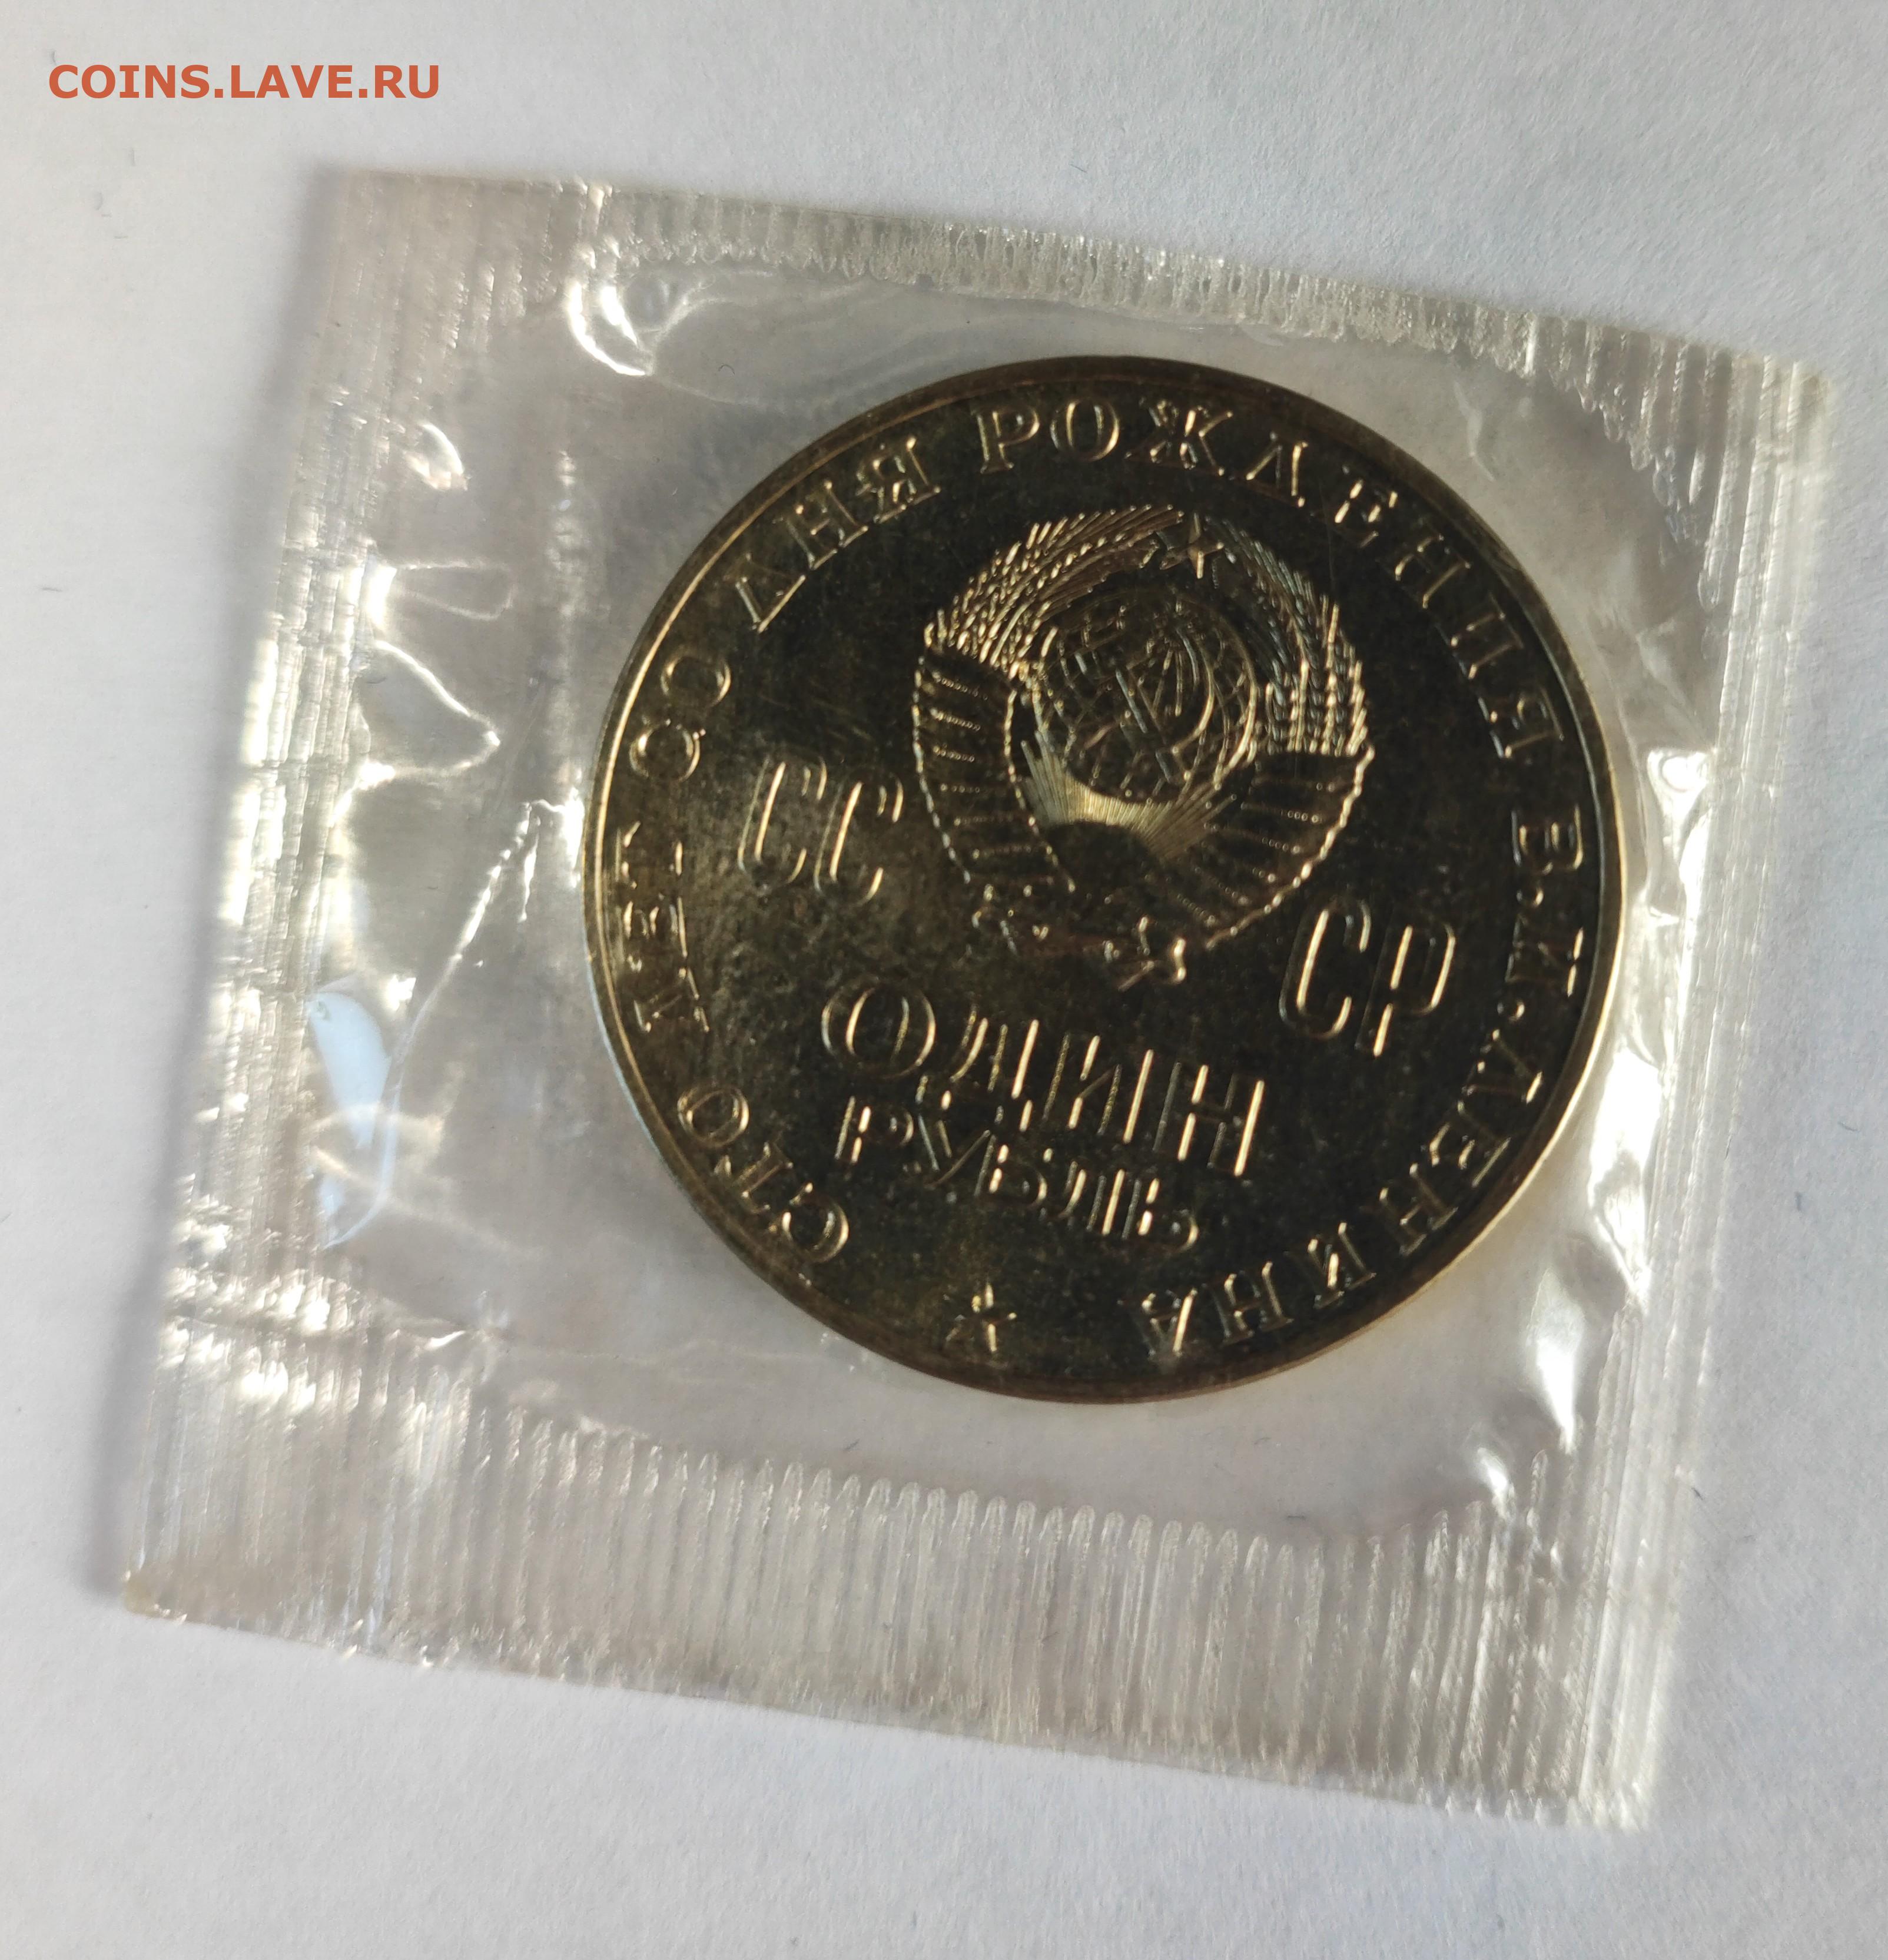 COINS.LAVE.RU
СТО ЛЕТ СО ДНЯ РОЖДЕНИЯ В.И.ЛЕНИНА
СС СР
ОДИН
РУБЛЬ